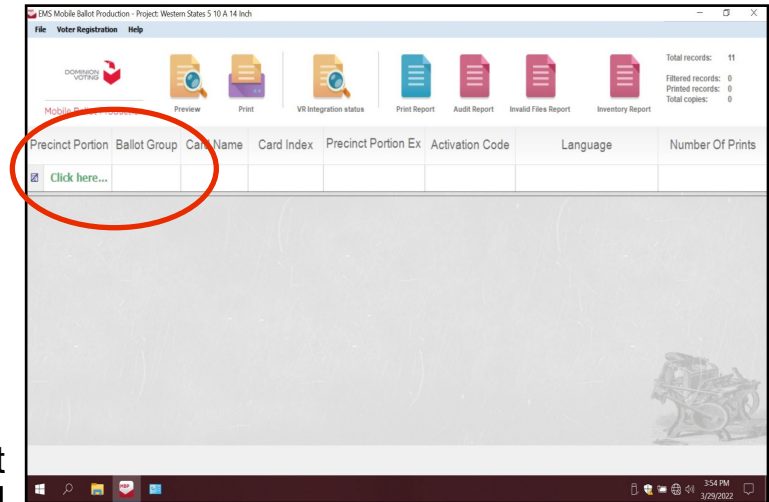 EMS Mobile Ballot Production - Project: Western States 5 10 A 14 Inch
File Voter Registration Help
DOMINION
VOTING
Mobile Ballot
Preview
Print
VR Integration status
Print Report
Audit Report
Invalid Files Report
Inventory Report
Total records: 11
Filtered records: 0
Printed records: 0
Total copies: 0
Precinct Portion Ballot Group Card Name Card Index Precinct Portion Ex Activation Code Language Number Of Prints
Click here...
t
MBP
3:54 PM
3/29/2022